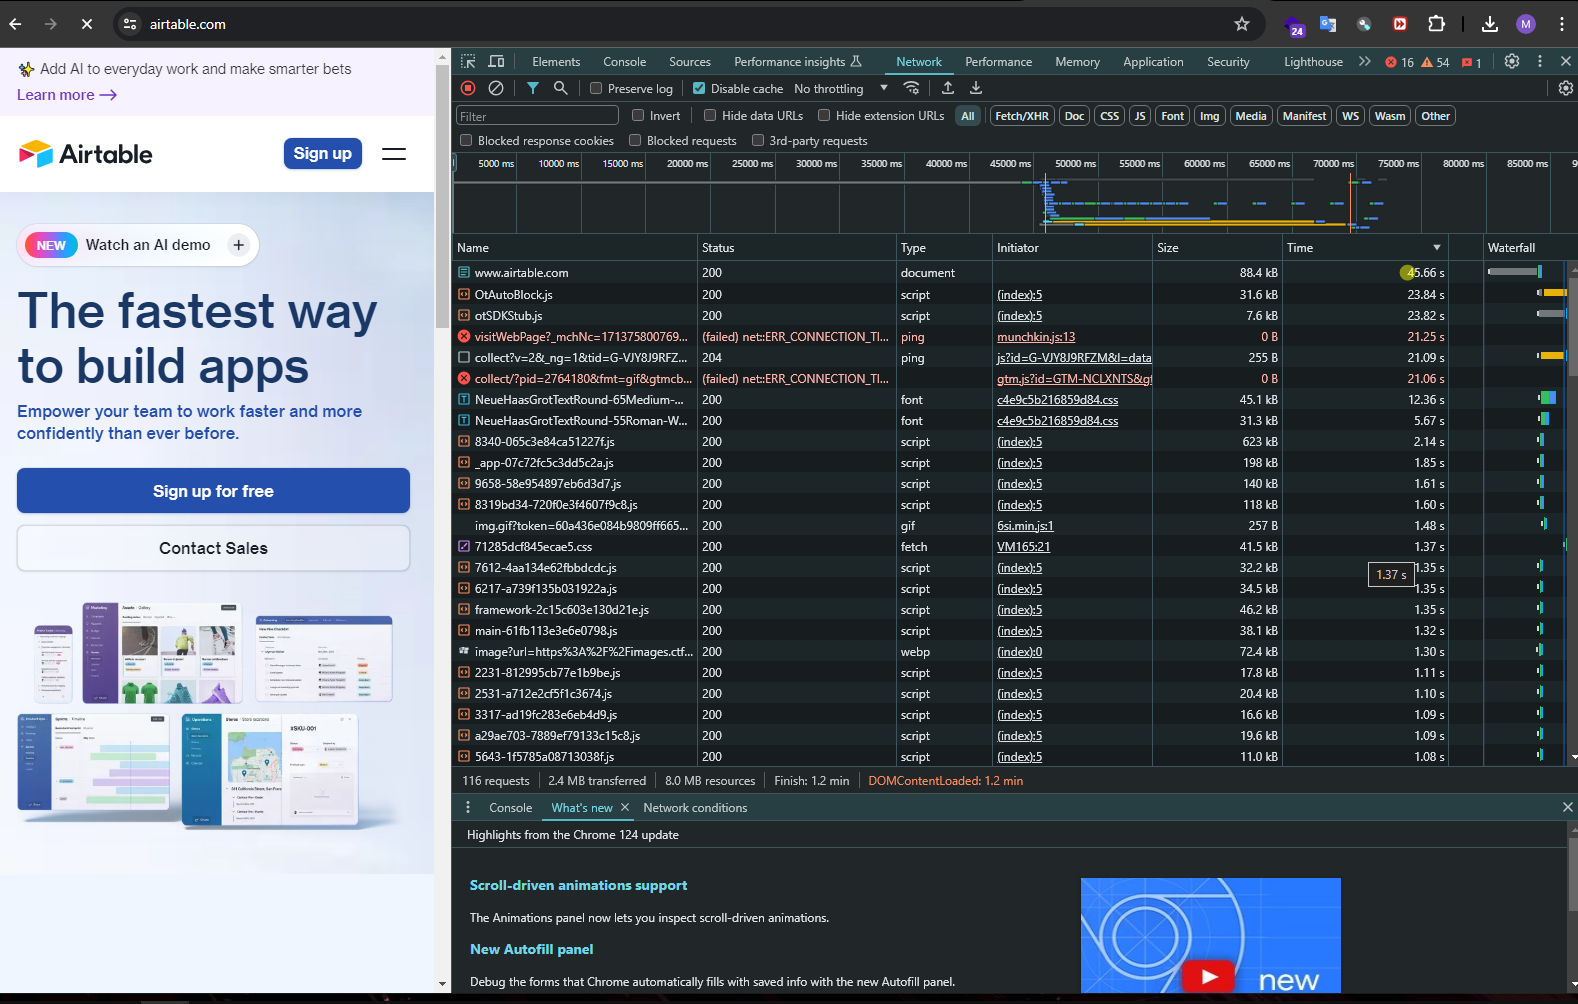 airtable.com
24
M
Add AI to everyday work and make smarter bets
Learn more
Airtable
Sign up
NEW
Watch an AI demo
The fastest way
to build apps
Empower your team to work faster and more
confidently than ever before.
Sign up for free
Contact Sales
#SKU-001
Elements
Console
Sources
Performance insights
Network
Performance
Memory
Application
Security
Lighthouse
16
54
1
Preserve log
Disable cache
No throttling
Filter
Invert
Hide data URLs
Hide extension URLs
All
Fetch/XHR
Doc
CSS
JS
Font
Img
Media
Manifest
WS
Wasm
Other
Blocked response cookies
Blocked requests
3rd-party requests
5000 ms
10000 ms
15000 ms
20000 ms
25000 ms
30000 ms
35000 ms
40000 ms
45000 ms
50000 ms
55000 ms
60000 ms
65000 ms
70000 ms
75000 ms
80000 ms
85000 ms
9
Name Status Type Initiator Size Time Waterfall
www.airtable.com 200 document 88.4 kB 45.66 s
OtAutoBlock.js 200 script (index):5 31.6 kB 23.84 s
otSDKStub.js 200 script (index):5 7.6 kB 23.82 s
visitWebPage?_mchNc=171375800769... (failed) net::ERR_CONNECTION_TI... ping munchkin.js:13 0 B 21.25 s
collect?v=2&_ng=1&tid=G-VJY8J9RFZ... 204 ping js?id=G-VJY8J9RFZM&l=data 255 B 21.09 s
collect/?pid=2764180&fmt=gif&gtmcb... (failed) net::ERR_CONNECTION_TI... gtm.js?id=GTM-NCLXNTS&g 0 B 21.06 s
NeueHaasGrotTextRound-65Medium-... 200 font c4e9c5b216859d84.css 45.1 kB 12.36 s
NeueHaasGrotTextRound-55Roman-W... 200 font c4e9c5b216859d84.css 31.3 kB 5.67 s
8340-065c3e84ca51227f.js 200 script (index):5 623 kB 2.14 s
_app-07c72fc5c3dd5c2a.js 200 script (index):5 198 kB 1.85 s
9658-58e954897eb6d3d7.js 200 script (index):5 140 kB 1.61 s
8319bd34-720f0e3f4607f9c8.js 200 script (index):5 118 kB 1.60 s
img.gif?token=60a436e084b9809ff665... 200 gif 6si.min.js:1 257 B 1.48 s
71285dcf845ecae5.css 200 fetch VM165:21 41.5 kB 1.37 s
7612-4aa134e62fbbdcdc.js 200 script (index):5 32.2 kB 1.35 s
1.37 s
6217-a739f135b031922a.js 200 script (index):5 34.5 kB 1.35 s
framework-2c15c603e130d21e.js 200 script (index):5 46.2 kB 1.35 s
main-61fb113e3e6e0798.js 200 script (index):5 38.1 kB 1.32 s
image?url=https%3A%2F%2Fimages.ctf... 200 webp (index):0 72.4 kB 1.30 s
2231-812995cb77e1b9be.js 200 script (index):5 17.8 kB 1.11 s
2531-a712e2cf5f1c3674.js 200 script (index):5 20.4 kB 1.10 s
3317-ad19fc283e6eb4d9.js 200 script (index):5 16.6 kB 1.09 s
a29ae703-7889ef79133c15c8.js 200 script (index):5 19.6 kB 1.09 s
5643-1f5785a08713038f.js 200 script (index):5 11.0 kB 1.08 s
116 requests
2.4 MB transferred
8.0 MB resources
Finish: 1.2 min
DOMContentLoaded: 1.2 min
Console
What's new
Network conditions
Highlights from the Chrome 124 update
Scroll-driven animations support
The Animations panel now lets you inspect scroll-driven animations.
New Autofill panel
Debug the forms that Chrome automatically fills with saved info with the new Autofill panel.
new